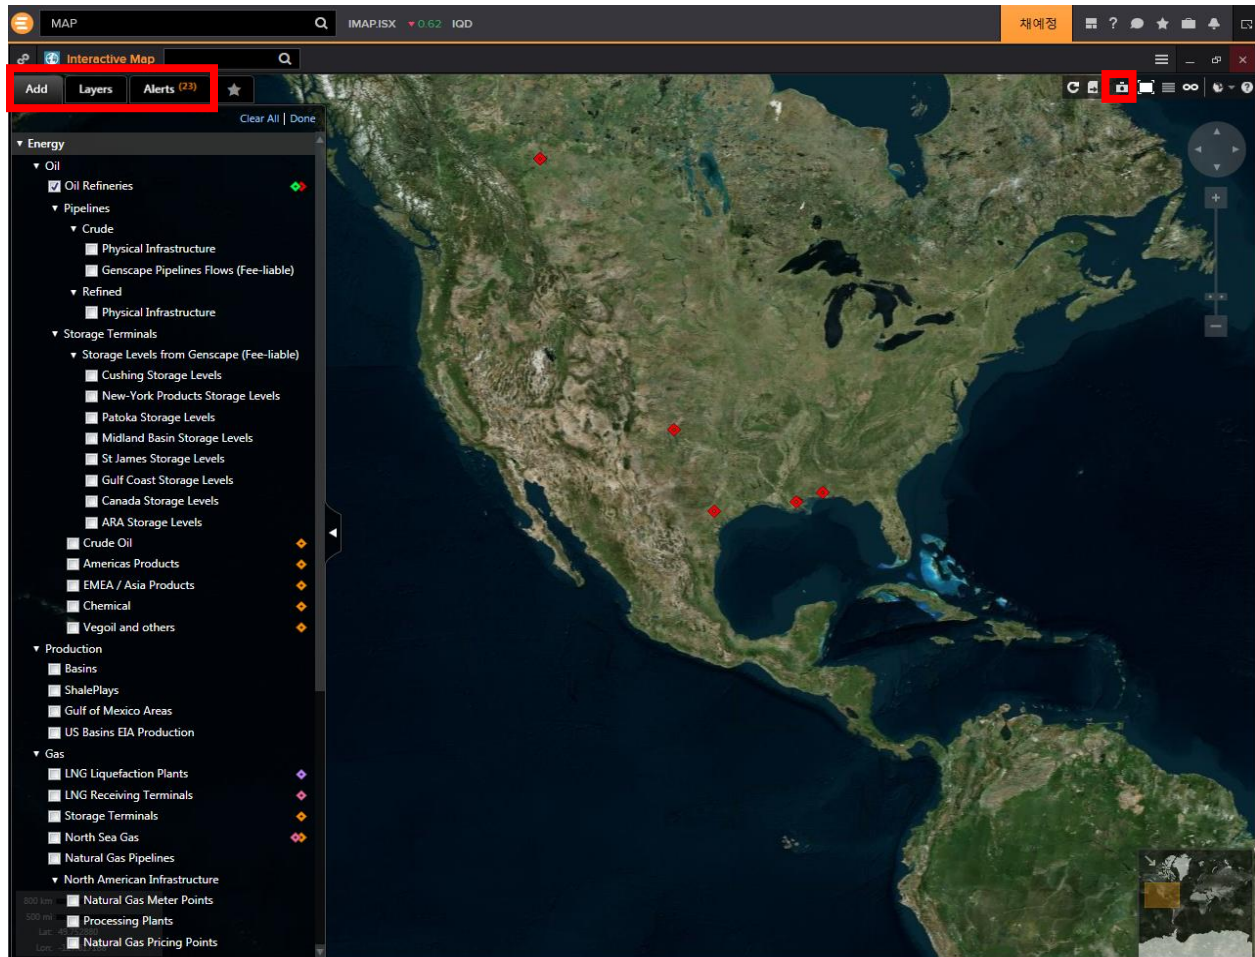 MAP
IMAP.ISX ▼0.62 IQD
채예정
Interactive Map
Add Layers Alerts (23)
Clear All | Done
Energy
Oil
Oil Refineries
Pipelines
Crude
Physical Infrastructure
Genscape Pipelines Flows (Fee-liable)
Refined
Physical Infrastructure
Storage Terminals
Storage Levels from Genscape (Fee-liable)
Cushing Storage Levels
New-York Products Storage Levels
Patoka Storage Levels
Midland Basin Storage Levels
St James Storage Levels
Gulf Coast Storage Levels
Canada Storage Levels
ARA Storage Levels
Crude Oil
Americas Products
EMEA / Asia Products
Chemical
Vegoil and others
Production
Basins
ShalePlays
Gulf of Mexico Areas
US Basins EIA Production
Gas
LNG Liquefaction Plants
LNG Receiving Terminals
Storage Terminals
North Sea Gas
Natural Gas Pipelines
North American Infrastructure
800 km Natural Gas Meter Points
500 mi Processing Plants
Lat:
Natural Gas Pricing Points
Lon: